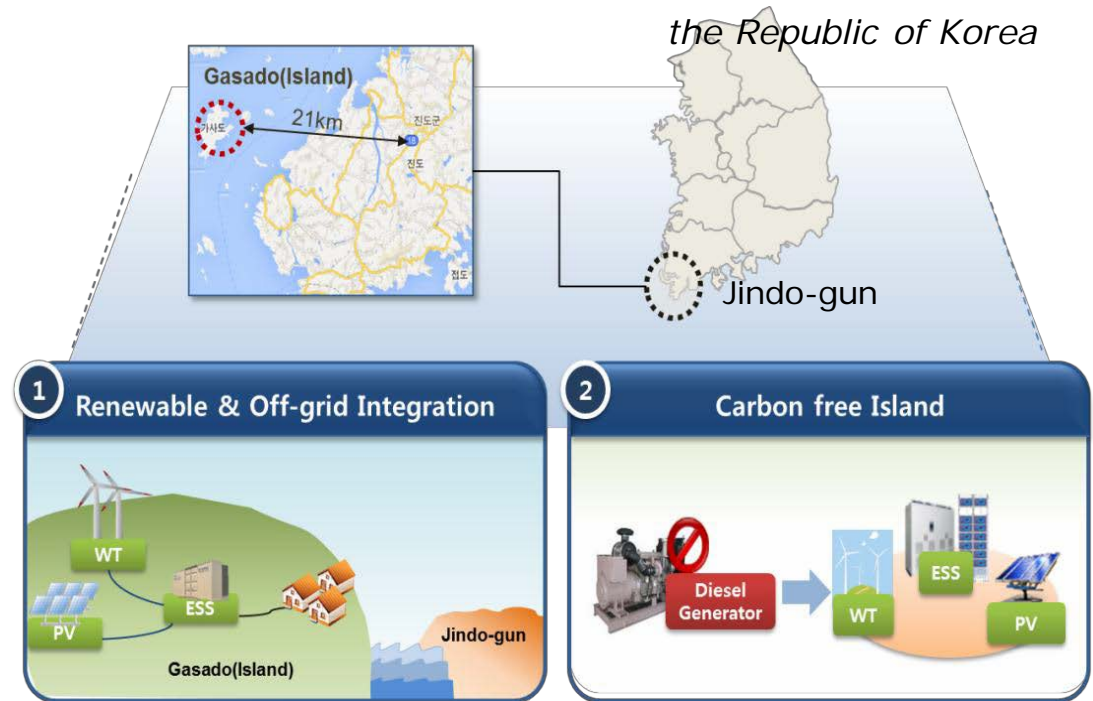 the Republic of Korea
Gasado(Island)
21km
가사도
진도군
18
진도
접도
Jindo-gun
1
Renewable & Off-grid Integration
WT
PV
ESS
Gasado(Island)
Jindo-gun
2
Carbon free Island
Diesel
Generator
WT
ESS
PV